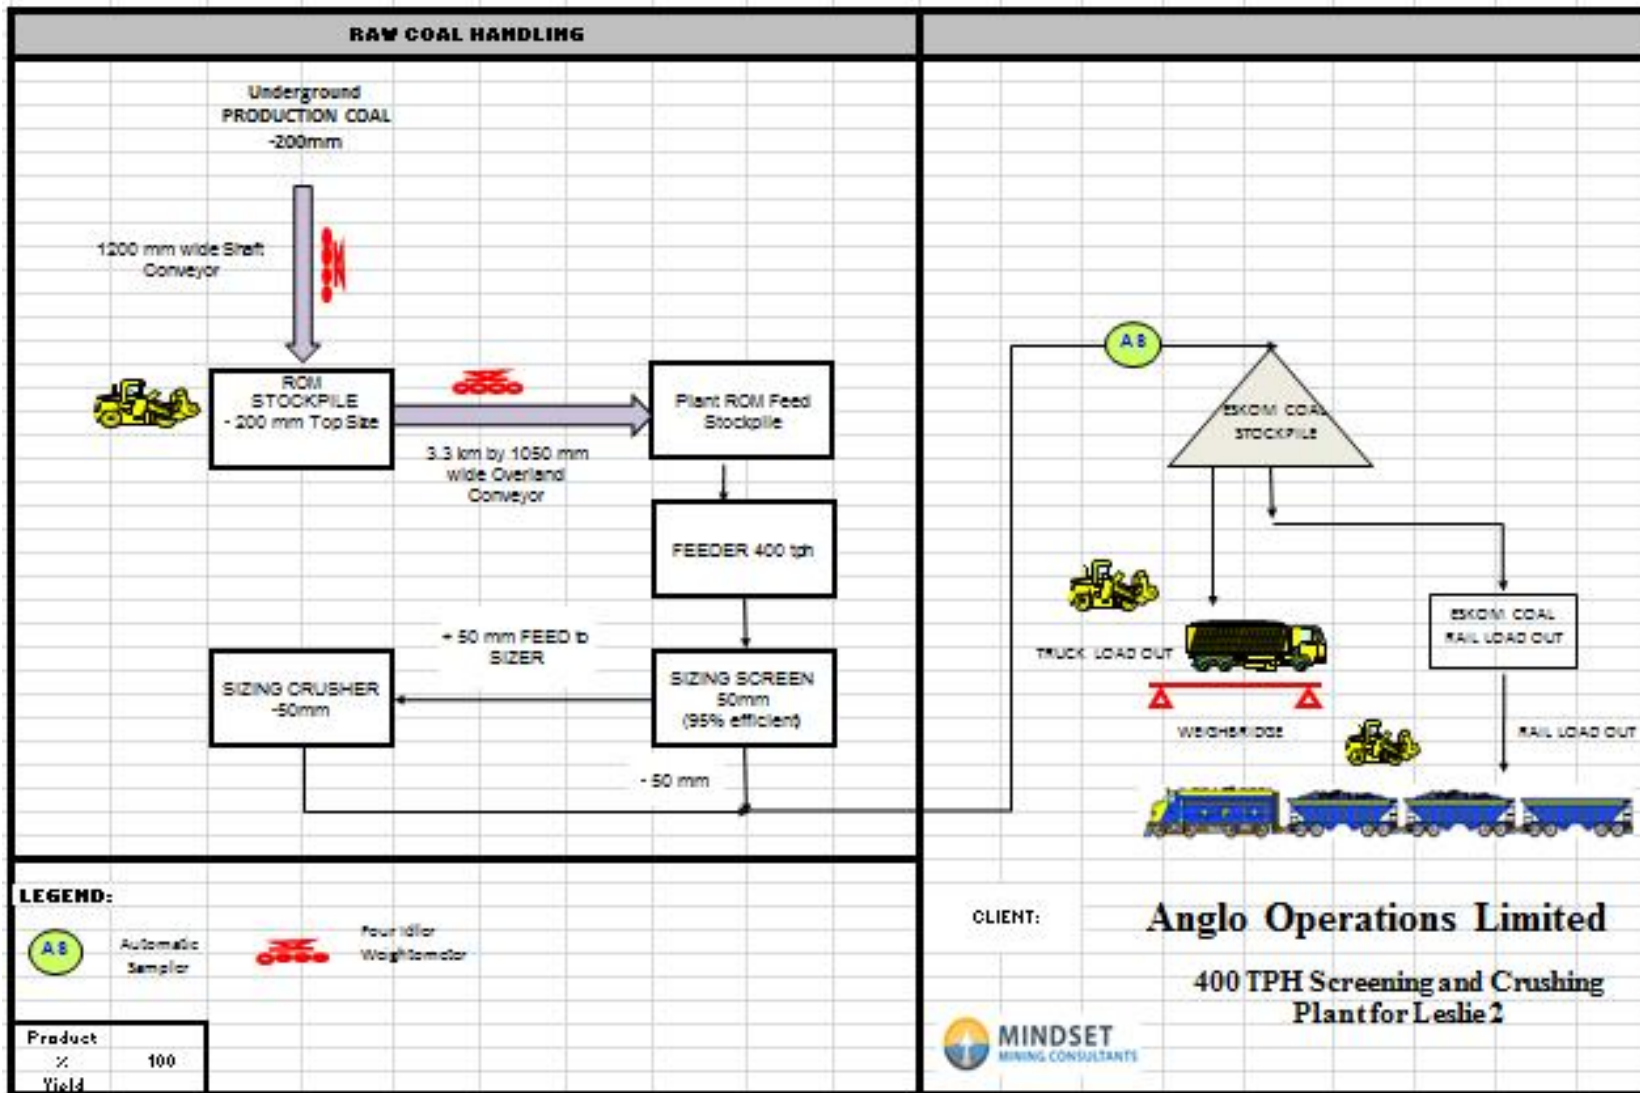 RAW COAL HANDLING
Underground
PRODUCTION COAL
-200mm
1200 mm wide Shaft
Conveyor
ROM
STOCKPILE
- 200 mm Top Size
3.3 km by 1050 mm
wide Overland
Conveyor
Plant ROM Feed
Stockpile
FEEDER 400 tph
+ 50 mm FEED to
SIZER
SIZING CRUSHER
-50mm
SIZING SCREEN
50mm
(95% efficient)
- 50 mm
AS
ESKOM COAL
STOCKPILE
TRUCK LOAD OUT
WEIGHBRIDGE
ESKOM COAL
RAIL LOAD OUT
RAIL LOAD OUT
LEGEND:
AS
Automatic
Sampler
Four Idler
Weightometer
Product
%
100
Yield
CLIENT:
Anglo Operations Limited
400 TPH Screening and Crushing
Plant for Leslie 2
MINDSET
MINING CONSULTANTS